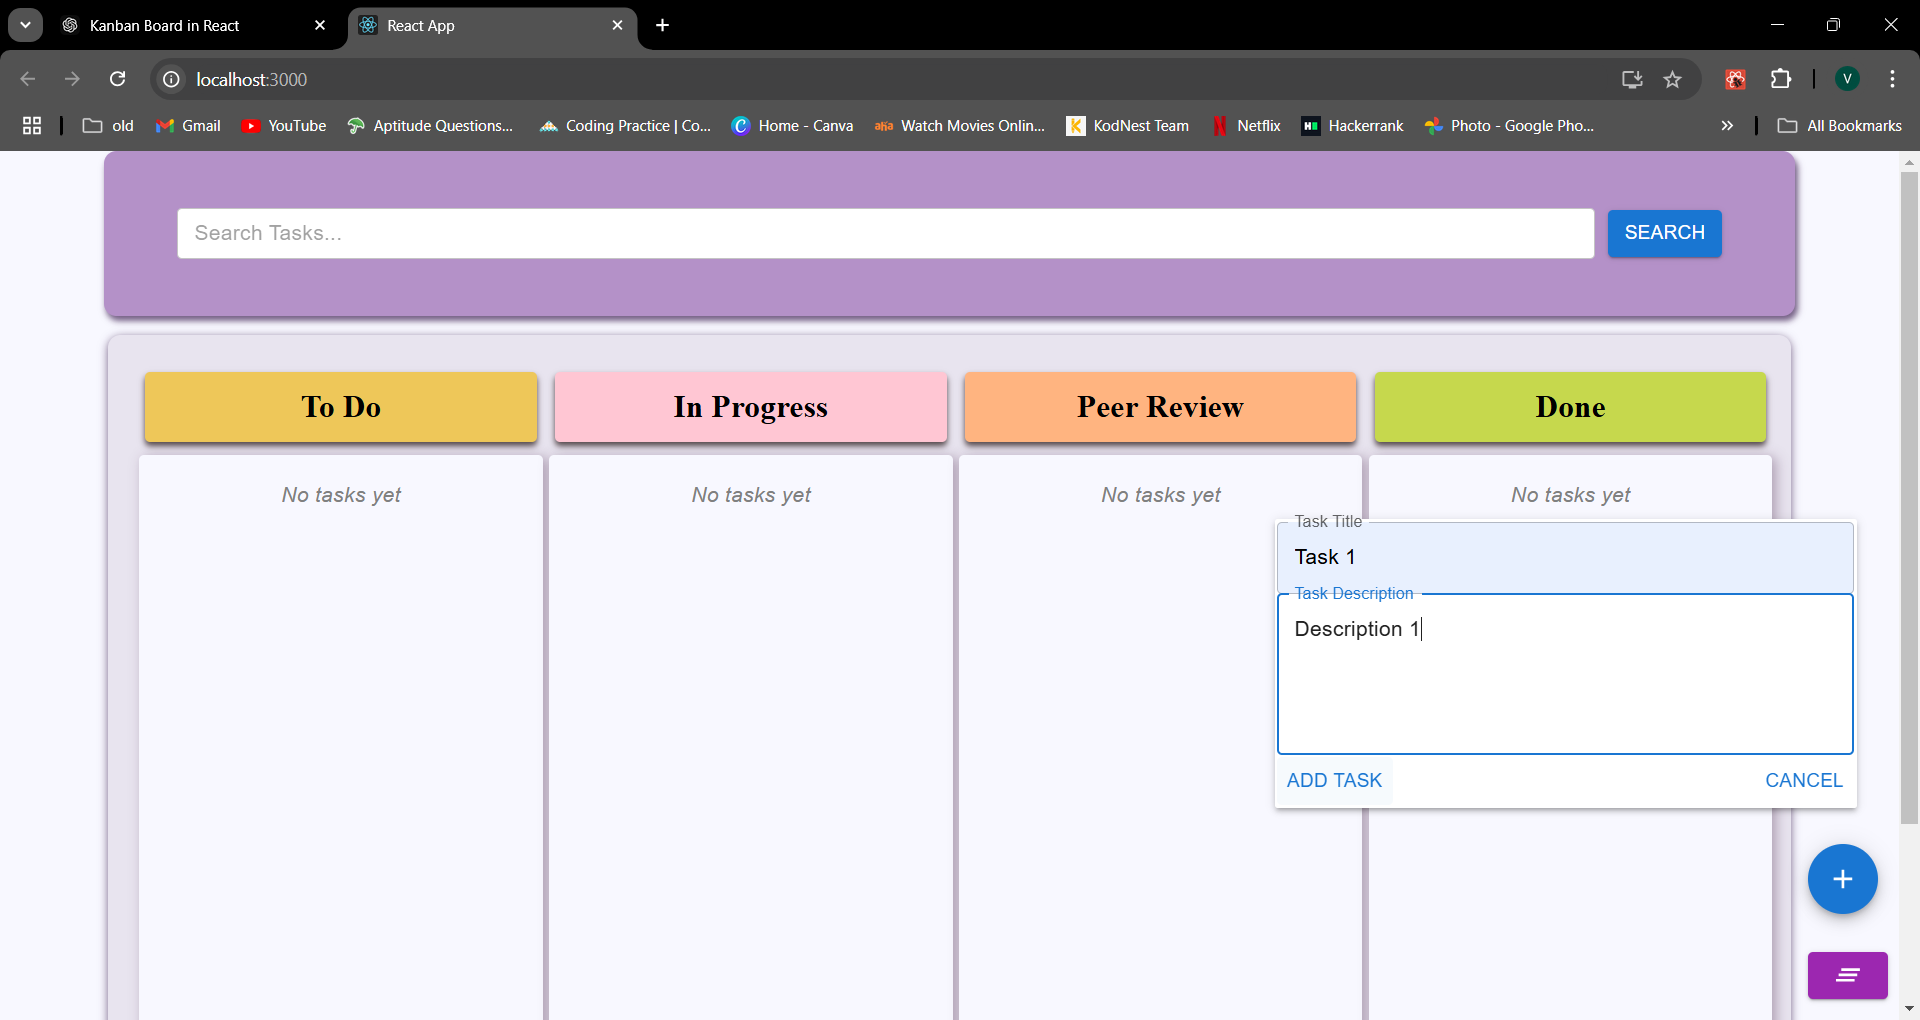 Kanban Board in React
React App
localhost:3000
old
Gmail
YouTube
Aptitude Questions...
Coding Practice | Co...
Home - Canva
Watch Movies Onlin...
KodNest Team
Netflix
Hackerrank
Photo - Google Pho...
All Bookmarks
V
Search Tasks...
SEARCH
To Do
In Progress
Peer Review
Done
No tasks yet
No tasks yet
No tasks yet
No tasks yet
Task Title
Task 1
Task Description
Description 1
ADD TASK
CANCEL